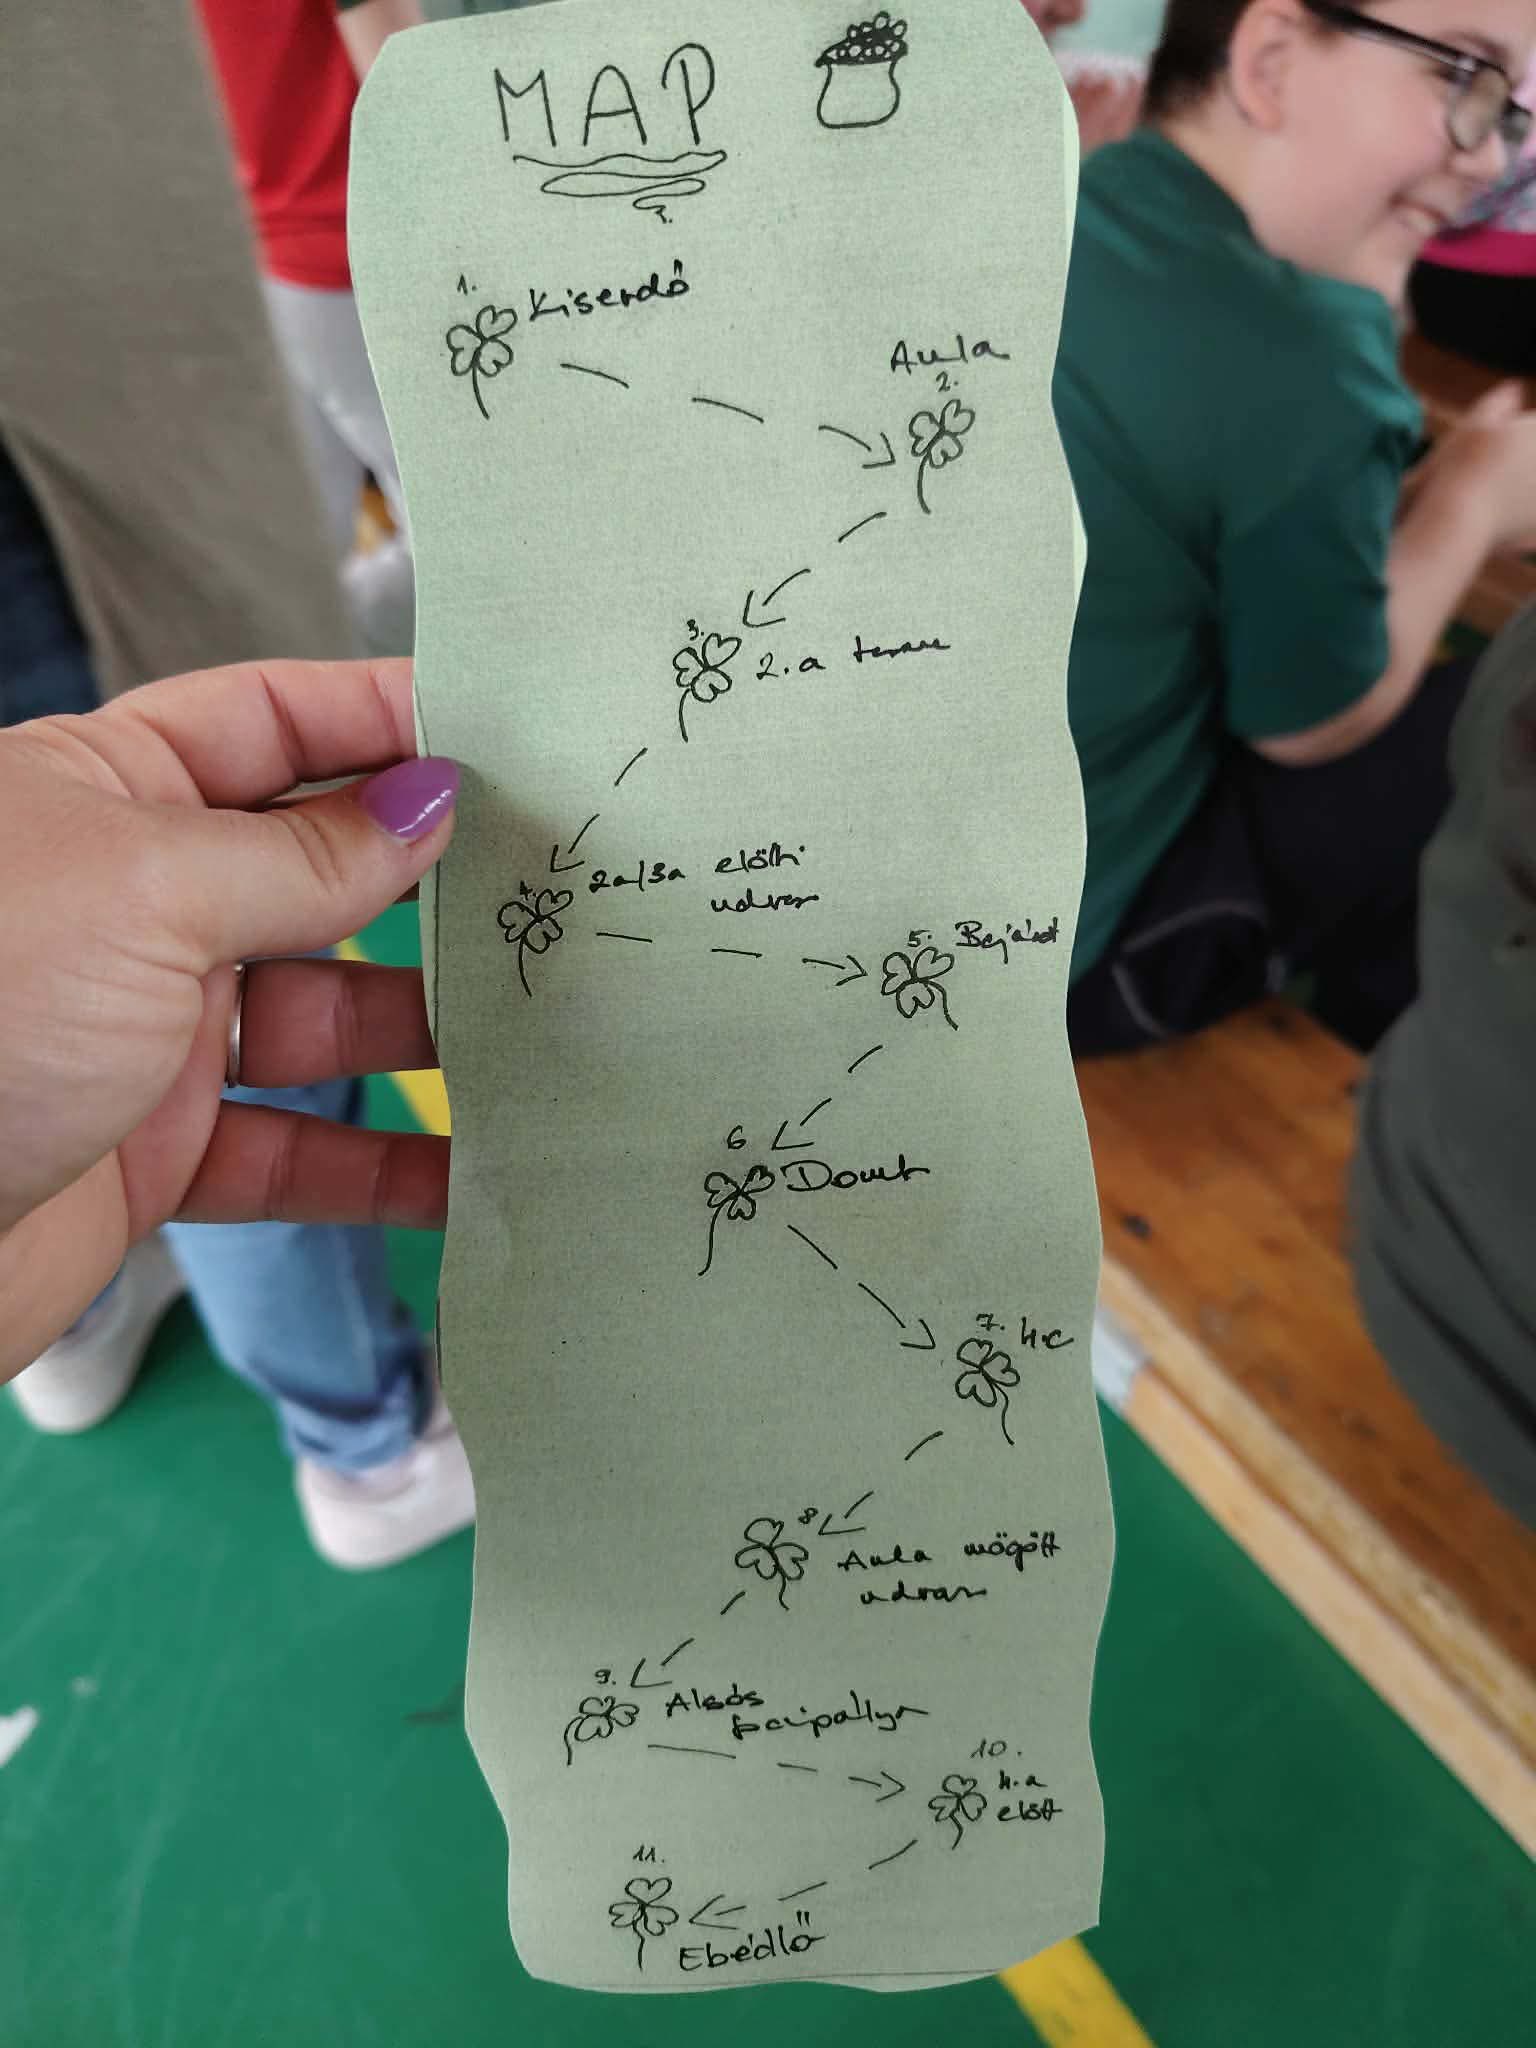 MAP
1.
Kiserdő
Aula
2.
3.
2. a terem
4.
2a/3a előtti
udvar
5. Bejárat
6
Domb
7. 4.c
8
Aula mögött
udvar
9.
Alsós
focipálya
10.
4.a
előtt
11.
Ebédlő